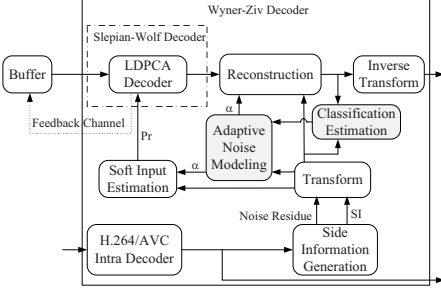 Wyner-Ziv Decoder
Slepian-Wolf Decoder
Buffer
LDPCA
Decoder
Reconstruction
Inverse
Transform
Feedback Channel
Pr
α
α
Adaptive
Noise
Modeling
Classification
Estimation
Soft Input
Estimation
Transform
Noise Residue
SI
H.264/AVC
Intra Decoder
Side
Information
Generation